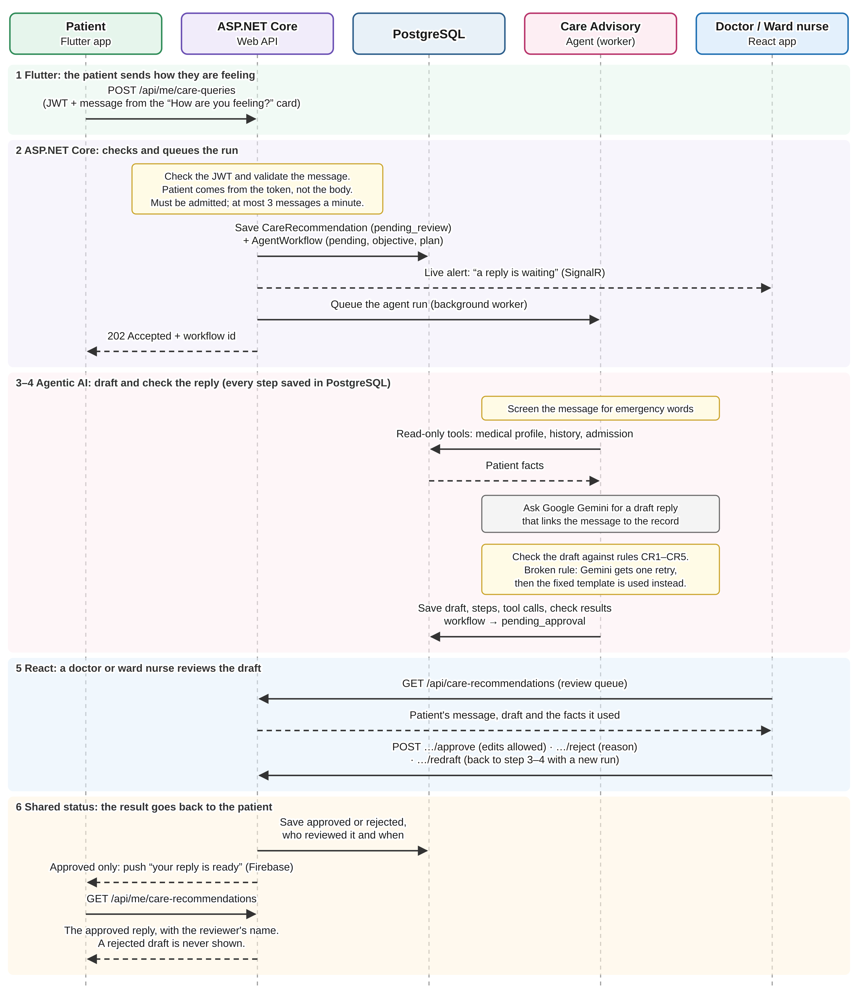 Patient
Flutter app
ASP.NET Core
Web API
PostgreSQL
Care Advisory
Agent (worker)
Doctor / Ward nurse
React app
1 Flutter: the patient sends how they are feeling
POST /api/me/care-queries
(JWT + message from the “How are you feeling?” card)
2 ASP.NET Core: checks and queues the run
Check the JWT and validate the message.
Patient comes from the token, not the body.
Must be admitted; at most 3 messages a minute.
Save CareRecommendation (pending_review)
+ AgentWorkflow (pending, objective, plan)
Live alert: “a reply is waiting” (SignalR)
Queue the agent run (background worker)
202 Accepted + workflow id
3–4 Agentic AI: draft and check the reply (every step saved in PostgreSQL)
Screen the message for emergency words
Read-only tools: medical profile, history, admission
Patient facts
Ask Google Gemini for a draft reply
that links the message to the record
Check the draft against rules CR1–CR5.
Broken rule: Gemini gets one retry,
then the fixed template is used instead.
Save draft, steps, tool calls, check results
workflow → pending_approval
5 React: a doctor or ward nurse reviews the draft
GET /api/care-recommendations (review queue)
Patient's message, draft and the facts it used
POST …/approve (edits allowed) · …/reject (reason)
· …/redraft (back to step 3–4 with a new run)
6 Shared status: the result goes back to the patient
Save approved or rejected,
who reviewed it and when
Approved only: push “your reply is ready” (Firebase)
GET /api/me/care-recommendations
The approved reply, with the reviewer's name.
A rejected draft is never shown.